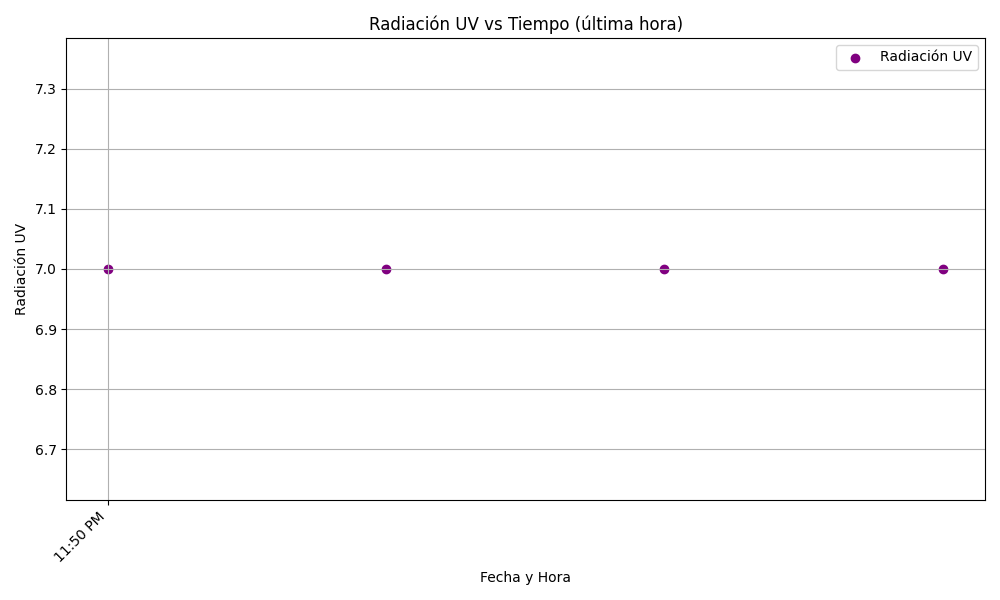 Radiación UV vs Tiempo (última hora)
Radiación UV
7.3
7.2
7.1
7.0
6.9
6.8
6.7
Radiación UV
11:50 PM
Fecha y Hora